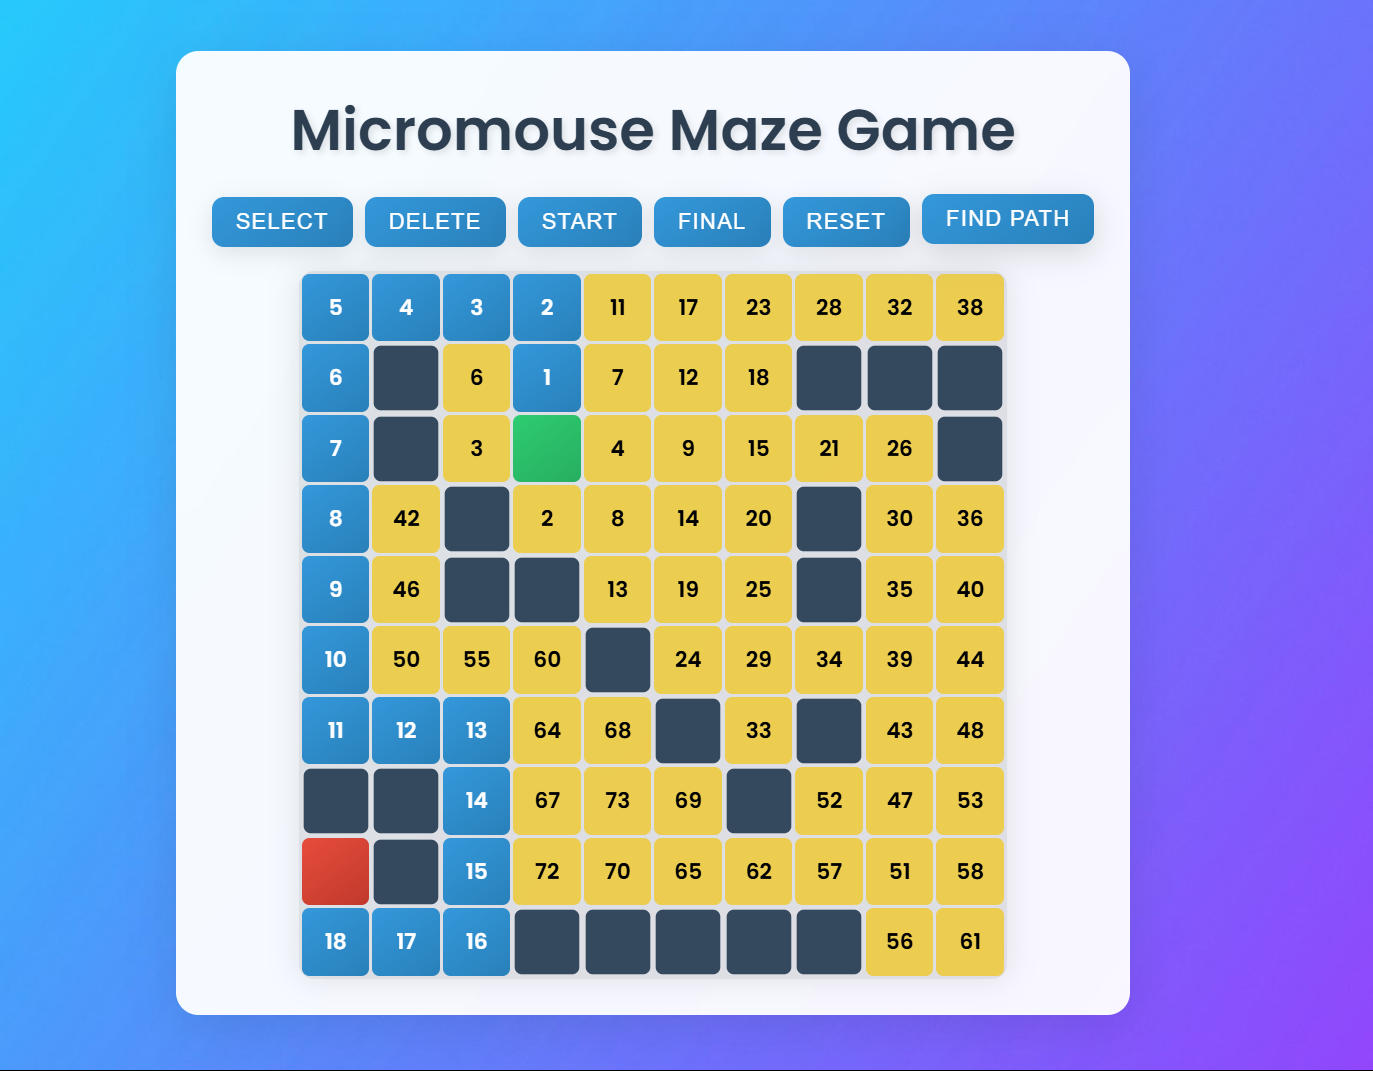 Micromouse Maze Game
SELECT DELETE START FINAL RESET FIND PATH
5 4 3 2 11 17 23 28 32 38
6 6 1 7 12 18
7 3 4 9 15 21 26
8 42 2 8 14 20 30 36
9 46 13 19 25 35 40
10 50 55 60 24 29 34 39 44
11 12 13 64 68 33 43 48
14 67 73 69 52 47 53
15 72 70 65 62 57 51 58
18 17 16 56 61